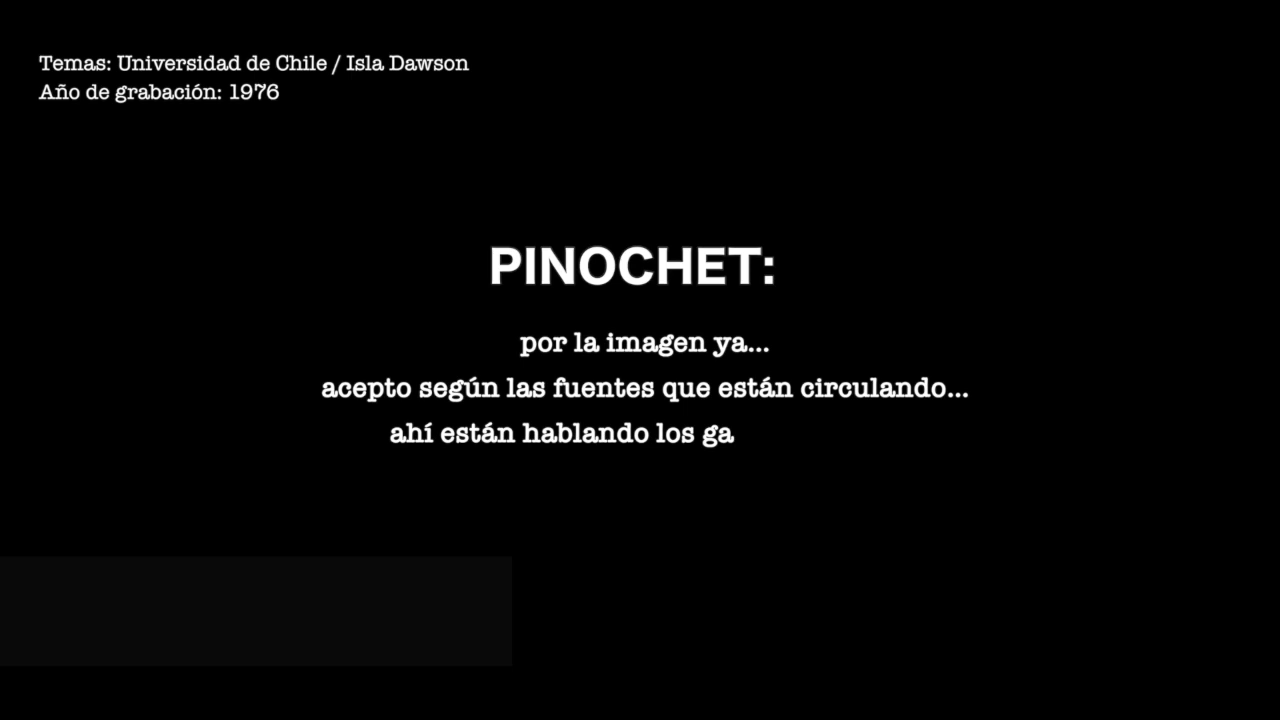 Temas: Universidad de Chile / Isla Dawson
Año de grabación: 1976
PINOCHET:
por la imagen ya...
acepto según las fuentes que están circulando...
ahí están hablando los ga